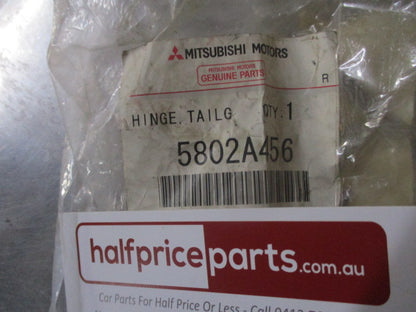 MITSUBISHI MOTORS
MITSUBISHI MOTORS
GENUINE PARTS
R
HINGE, TAILG QTY. 1
5802A456
halfpriceparts.com.au
Car Parts For Half Price Or Less - Call 0413